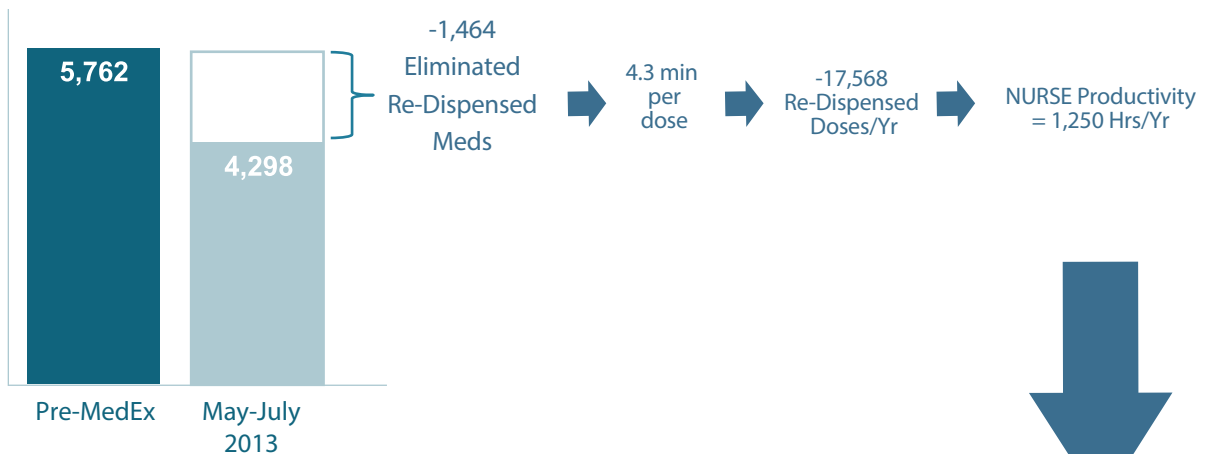 5,762
4,298
Pre-MedEx
May-July
2013
-1,464
Eliminated
Re-Dispensed
Meds
4.3 min
per
dose
-17,568
Re-Dispensed
Doses/Yr
NURSE Productivity
= 1,250 Hrs/Yr